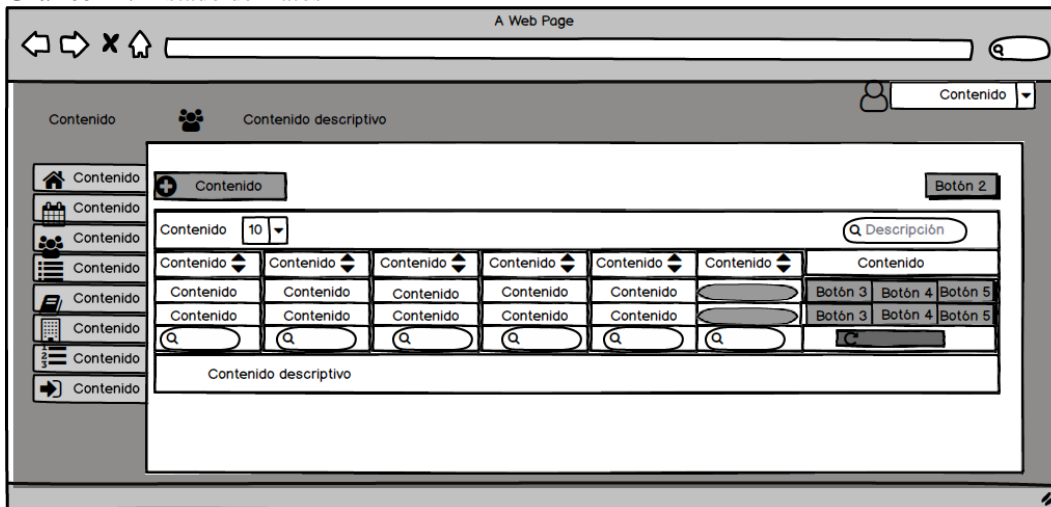 A Web Page
Contenido
Contenido Contenido descriptivo
Contenido
Contenido
Contenido
Contenido
Contenido
Contenido
Contenido
Contenido
Contenido Botón 2
Contenido 10 Descripción
Contenido Contenido Contenido Contenido Contenido Contenido Contenido
Contenido Contenido Contenido Contenido Contenido Botón 3 Botón 4 Botón 5
Contenido Contenido Contenido Contenido Contenido Botón 3 Botón 4 Botón 5
Contenido descriptivo